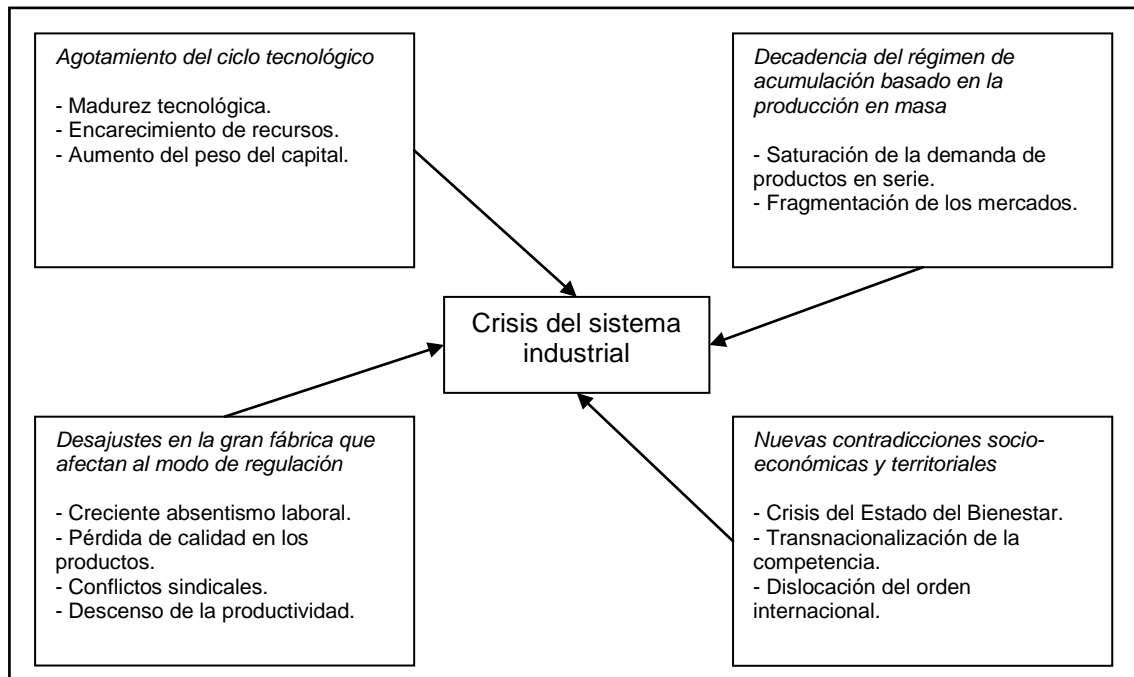 Agotamiento del ciclo tecnológico
- Madurez tecnológica.
- Encarecimiento de recursos.
- Aumento del peso del capital.
Decadencia del régimen de
acumulación basado en la
producción en masa
- Saturación de la demanda de
productos en serie.
- Fragmentación de los mercados.
Crisis del sistema
industrial
Desajustes en la gran fábrica que
afectan al modo de regulación
- Creciente absentismo laboral.
- Pérdida de calidad en los
productos.
- Conflictos sindicales.
- Descenso de la productividad.
Nuevas contradicciones socio-
económicas y territoriales
- Crisis del Estado del Bienestar.
- Transnacionalización de la
competencia.
- Dislocación del orden
internacional.